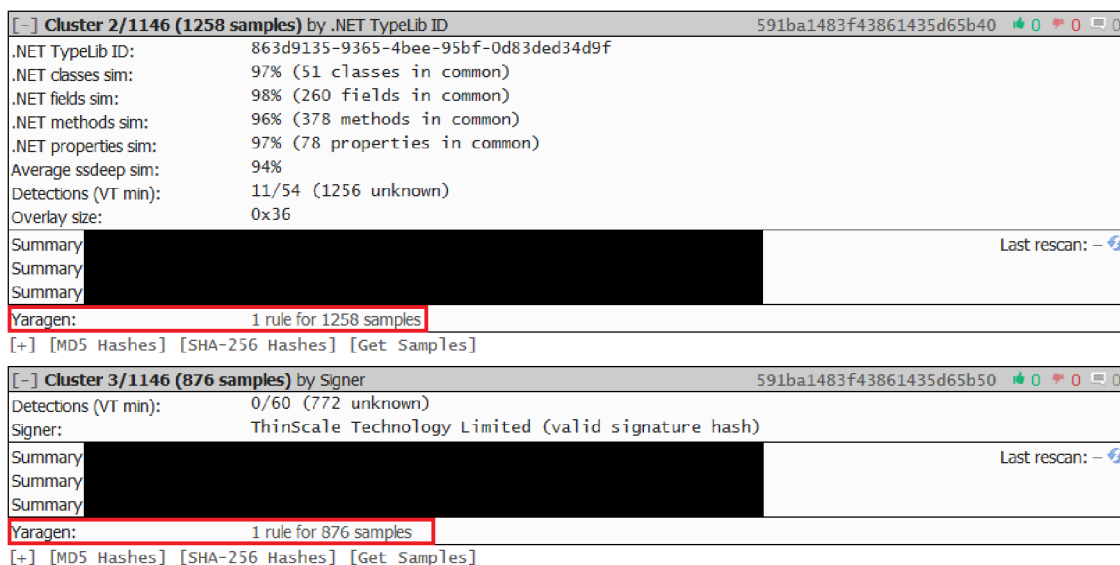 [-] Cluster 2/1146 (1258 samples) by .NET TypeLib ID 591ba1483f43861435d65b40 0 0 0
.NET TypeLib ID: 863d9135-9365-4bee-95bf-0d83ded34d9f
.NET classes sim: 97% (51 classes in common)
.NET fields sim: 98% (260 fields in common)
.NET methods sim: 96% (378 methods in common)
.NET properties sim: 97% (78 properties in common)
Average ssdeep sim: 94%
Detections (VT min): 11/54 (1256 unknown)
Overlay size: 0x36
Summary Last rescan: –
Summary
Summary
Yaragen: 1 rule for 1258 samples
[+] [MD5 Hashes] [SHA-256 Hashes] [Get Samples]
[-] Cluster 3/1146 (876 samples) by Signer 591ba1483f43861435d65b50 0 0 0
Detections (VT min): 0/60 (772 unknown)
Signer: ThinScale Technology Limited (valid signature hash)
Summary Last rescan: –
Summary
Summary
Yaragen: 1 rule for 876 samples
[+] [MD5 Hashes] [SHA-256 Hashes] [Get Samples]